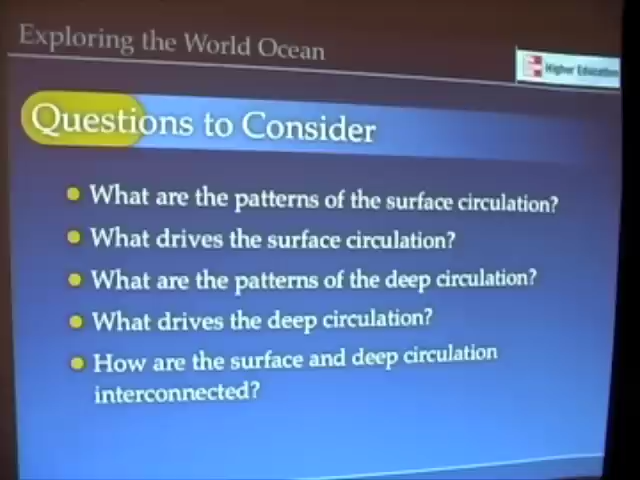 Exploring the World Ocean
Higher Education
Questions to Consider
What are the patterns of the surface circulation?
What drives the surface circulation?
What are the patterns of the deep circulation?
What drives the deep circulation?
How are the surface and deep circulation
interconnected?